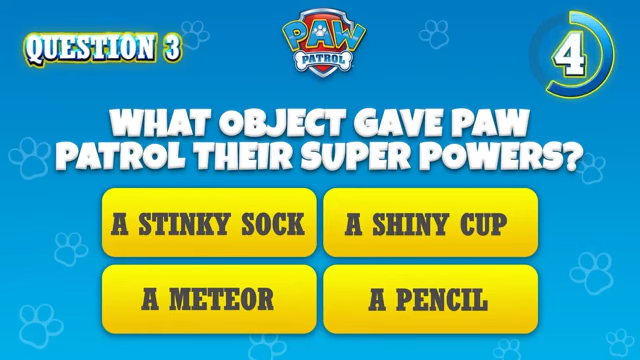 QUESTION 3
PAW
PATROL
4
WHAT OBJECT GAVE PAW
PATROL THEIR SUPER POWERS?
A STINKY SOCK
A SHINY CUP
A METEOR
A PENCIL